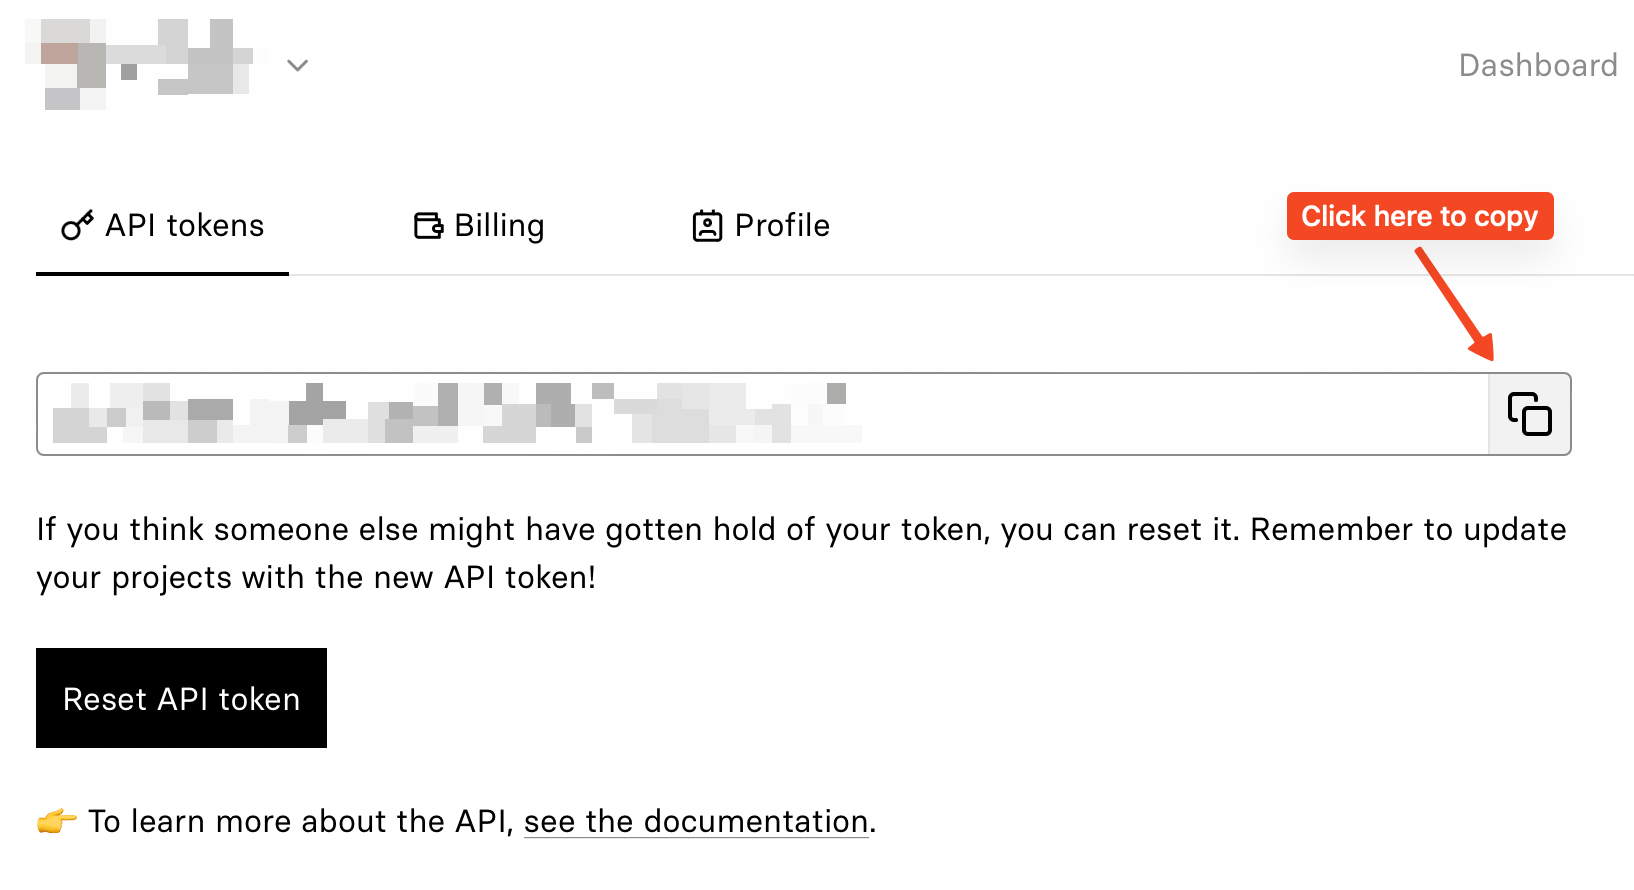 Dashboard
API tokens
Billing
Profile
Click here to copy
If you think someone else might have gotten hold of your token, you can reset it. Remember to update
your projects with the new API token!
Reset API token
👉 To learn more about the API, see the documentation.